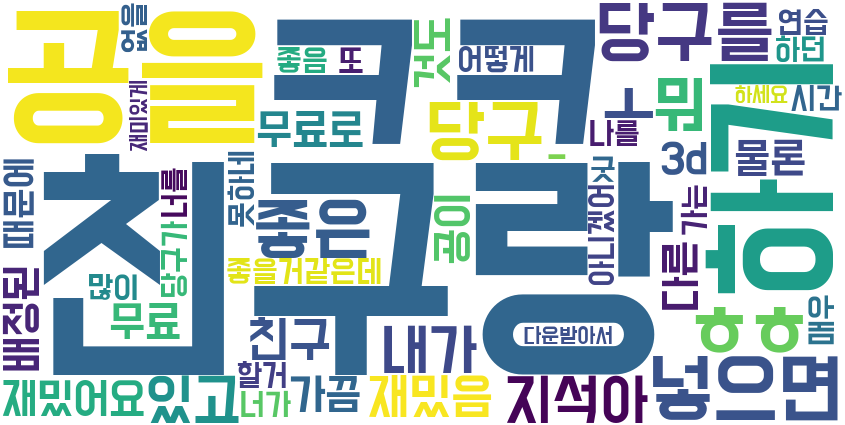 공을
없을
재미있게
ㅋㅋ
좋음
또
것도
어떻게
당구를
연습
하던
무료로
당구
ㅗ
뭐
나를
하세요
시간
하기
3d
물론
때문에
친구랑
너를
못하네
좋은
공이
굿
아니겠어
가는
다른
당구가
좋을거같은데
배정된
많이
무료
친구
내가
다운받아서
ㅎㅎ
아
봄
할거
재밌어요
있고
너가
가끔
재밌음
지석아
넣으면